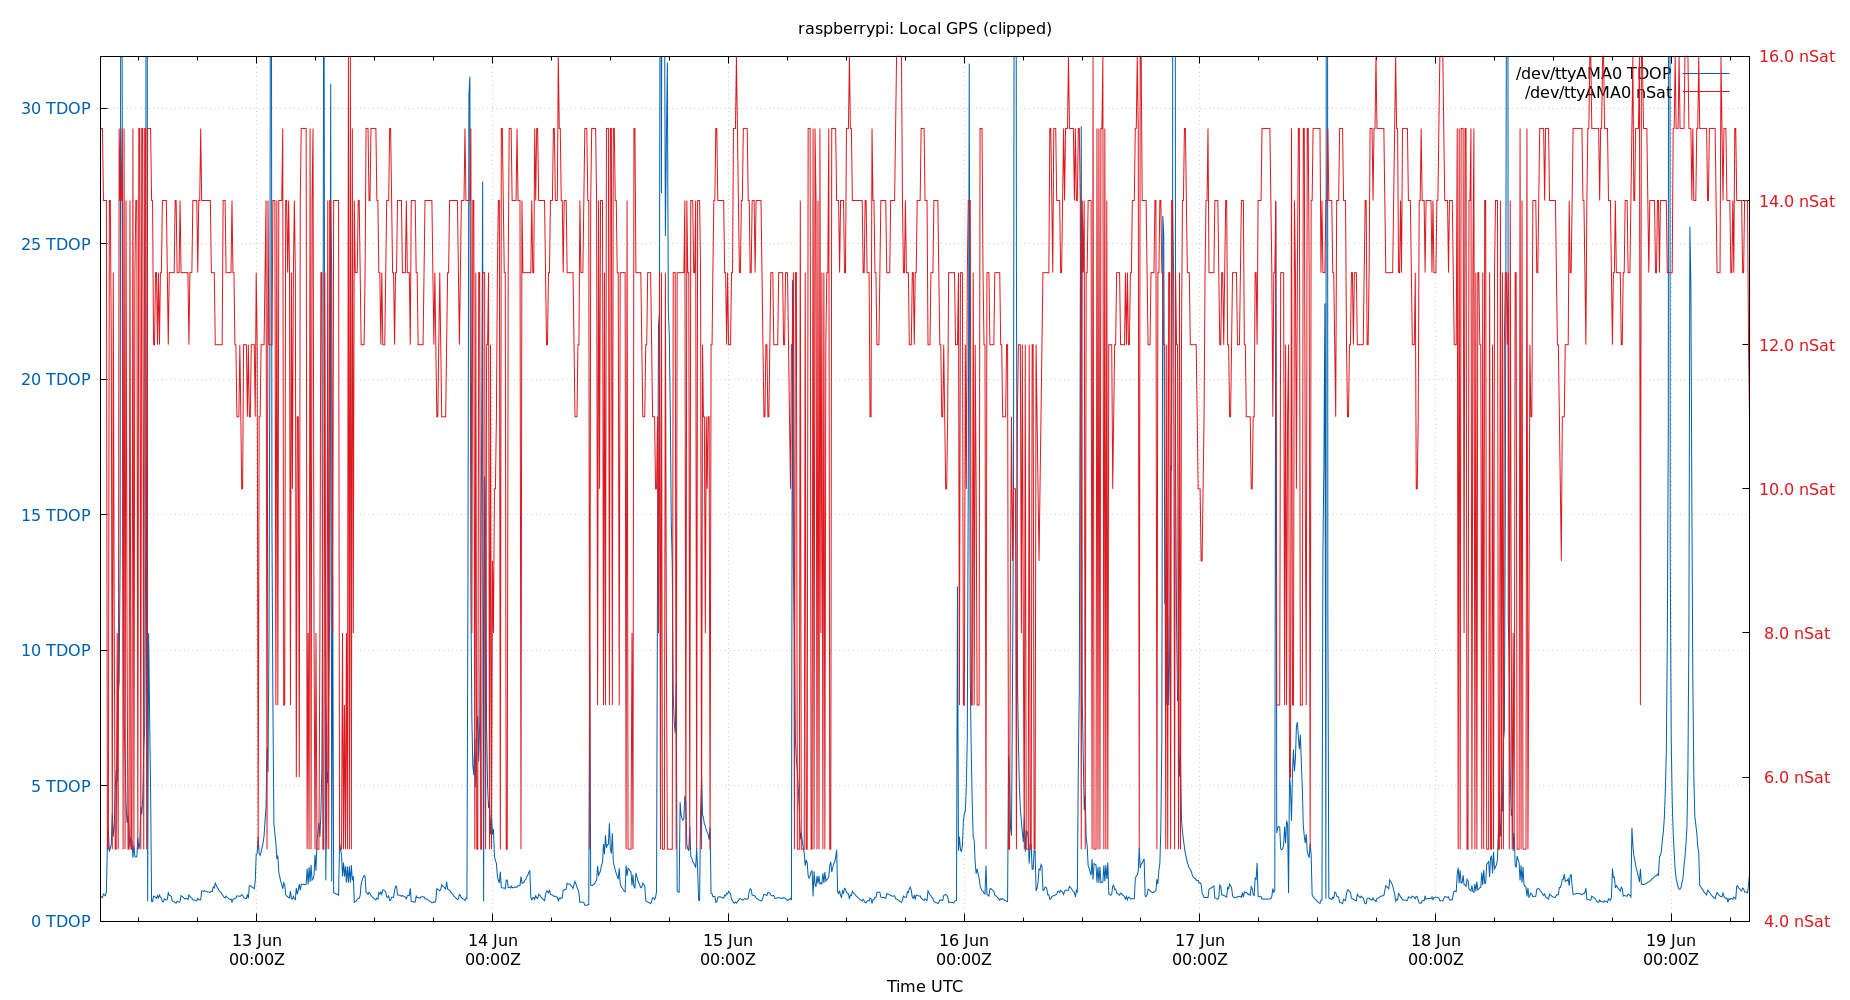 raspberrypi: Local GPS (clipped)
/dev/ttyAMA0 TDOP
/dev/ttyAMA0 nSat
30 TDOP
25 TDOP
20 TDOP
15 TDOP
10 TDOP
5 TDOP
0 TDOP
16.0 nSat
14.0 nSat
12.0 nSat
10.0 nSat
8.0 nSat
6.0 nSat
4.0 nSat
13 Jun
00:00Z
14 Jun
00:00Z
15 Jun
00:00Z
16 Jun
00:00Z
17 Jun
00:00Z
18 Jun
00:00Z
19 Jun
00:00Z
Time UTC